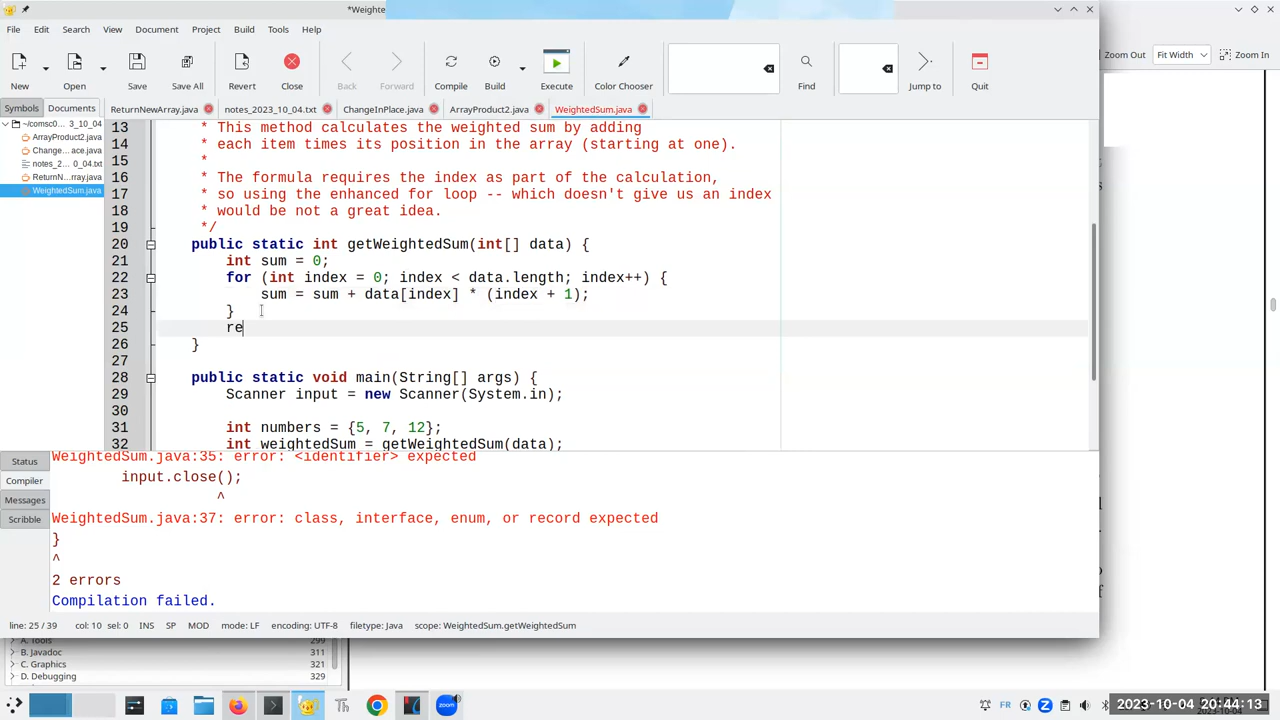 *Weighte
File Edit Search View Document Project Build Tools Help
New Open Save Save All Revert Close Back Forward Compile Build Execute Color Chooser Find Jump to Quit
Zoom Out Fit Width Zoom In
Symbols Documents ReturnNewArray.java notes_2023_10_04.txt ChangeInPlace.java ArrayProduct2.java WeightedSum.java
~/comsc0... 3_10_04
ArrayProduct2.java
Change...ace.java
notes_2...0_04.txt
ReturnN...rray.java
WeightedSum.java
13 * This method calculates the weighted sum by adding
14 * each item times its position in the array (starting at one).
15 *
16 * The formula requires the index as part of the calculation,
17 * so using the enhanced for loop -- which doesn't give us an index
18 * would be not a great idea.
19 */
20 public static int getWeightedSum(int[] data) {
21 int sum = 0;
22 for (int index = 0; index < data.length; index++) {
23 sum = sum + data[index] * (index + 1);
24 }
25 re
26 }
27
28 public static void main(String[] args) {
29 Scanner input = new Scanner(System.in);
30
31 int numbers = {5, 7, 12};
32 int weightedSum = getWeightedSum(data);
Status
Compiler
Messages
Scribble
WeightedSum.java:35: error: <identifier> expected
input.close();
^
WeightedSum.java:37: error: class, interface, enum, or record expected
}
^
2 errors
Compilation failed.
line: 25 / 39 col: 10 sel: 0 INS SP MOD mode: LF encoding: UTF-8 filetype: Java scope: WeightedSum.getWeightedSum
A. Tools 299
B. Javadoc 311
C. Graphics 321
D. Debugging 329
Th zoom FR Z
2023-10-04 20:44:13